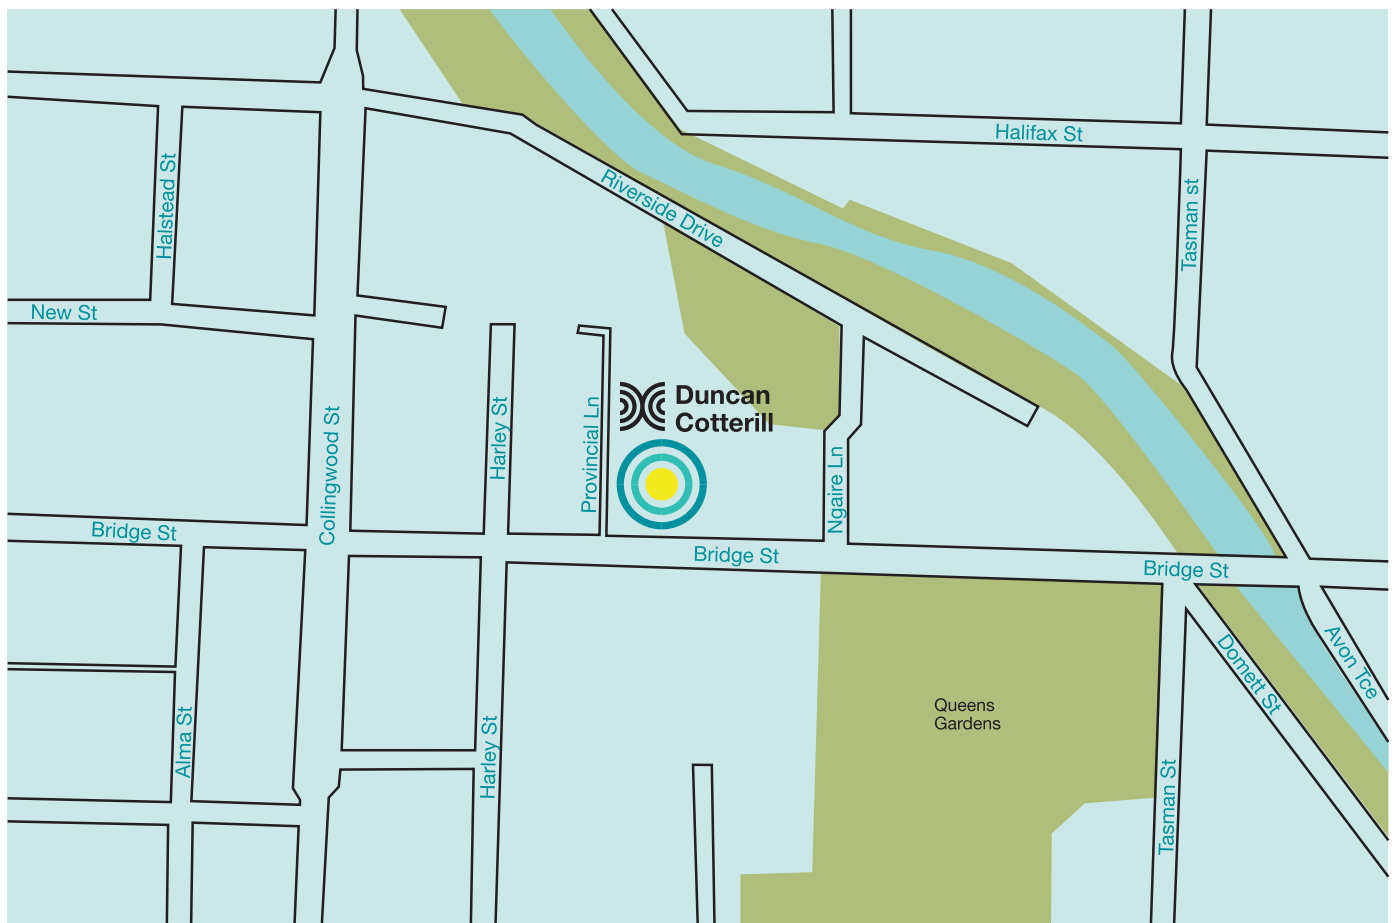 Halifax St
Halstead St
Riverside Drive
Tasman st
New St
Duncan
Cotterill
Collingwood St
Harley St
Provincial Ln
Ngaire Ln
Bridge St
Bridge St
Bridge St
Avon Tce
Domett St
Queens
Gardens
Alma St
Harley St
Tasman St